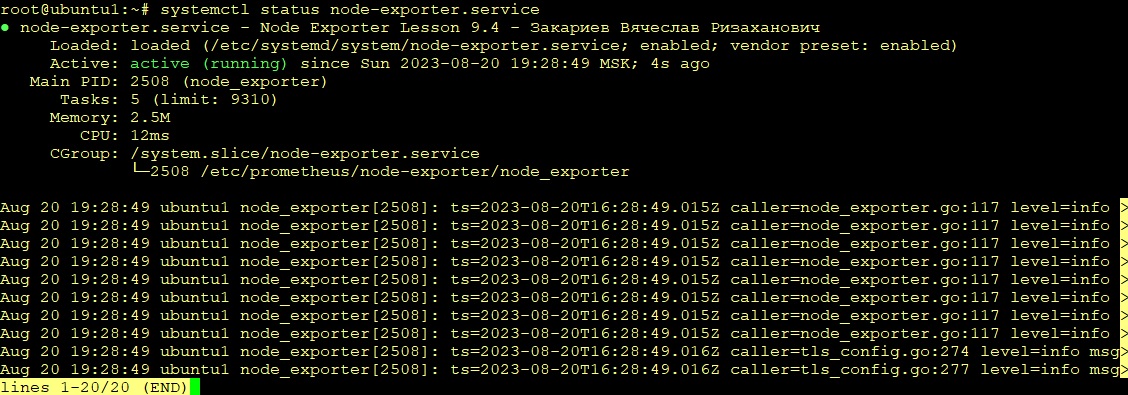 root@ubuntu1:~# systemctl status node-exporter.service
● node-exporter.service - Node Exporter Lesson 9.4 - Закариев Вячеслав Ризаханович
Loaded: loaded (/etc/systemd/system/node-exporter.service; enabled; vendor preset: enabled)
Active: active (running) since Sun 2023-08-20 19:28:49 MSK; 4s ago
Main PID: 2508 (node_exporter)
Tasks: 5 (limit: 9310)
Memory: 2.5M
CPU: 12ms
CGroup: /system.slice/node-exporter.service
└─2508 /etc/prometheus/node-exporter/node_exporter
Aug 20 19:28:49 ubuntu1 node_exporter[2508]: ts=2023-08-20T16:28:49.015Z caller=node_exporter.go:117 level=info >
Aug 20 19:28:49 ubuntu1 node_exporter[2508]: ts=2023-08-20T16:28:49.015Z caller=node_exporter.go:117 level=info >
Aug 20 19:28:49 ubuntu1 node_exporter[2508]: ts=2023-08-20T16:28:49.015Z caller=node_exporter.go:117 level=info >
Aug 20 19:28:49 ubuntu1 node_exporter[2508]: ts=2023-08-20T16:28:49.015Z caller=node_exporter.go:117 level=info >
Aug 20 19:28:49 ubuntu1 node_exporter[2508]: ts=2023-08-20T16:28:49.015Z caller=node_exporter.go:117 level=info >
Aug 20 19:28:49 ubuntu1 node_exporter[2508]: ts=2023-08-20T16:28:49.015Z caller=node_exporter.go:117 level=info >
Aug 20 19:28:49 ubuntu1 node_exporter[2508]: ts=2023-08-20T16:28:49.015Z caller=node_exporter.go:117 level=info >
Aug 20 19:28:49 ubuntu1 node_exporter[2508]: ts=2023-08-20T16:28:49.015Z caller=node_exporter.go:117 level=info >
Aug 20 19:28:49 ubuntu1 node_exporter[2508]: ts=2023-08-20T16:28:49.016Z caller=tls_config.go:274 level=info msg>
Aug 20 19:28:49 ubuntu1 node_exporter[2508]: ts=2023-08-20T16:28:49.016Z caller=tls_config.go:277 level=info msg>
lines 1-20/20 (END)